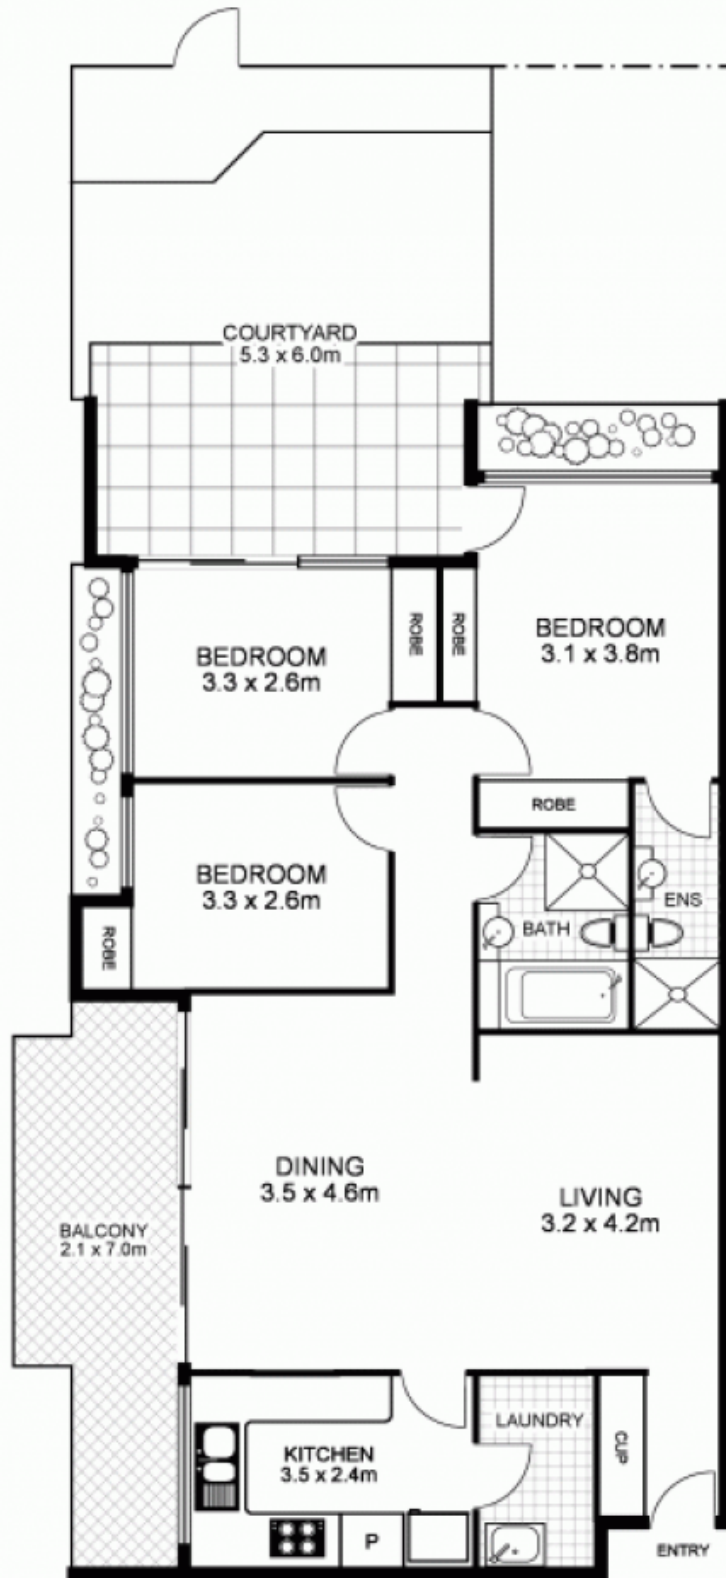 COURTYARD
5.3 x 6.0m
BEDROOM
3.3 x 2.6m
ROBE
ROBE
BEDROOM
3.1 x 3.8m
ROBE
BEDROOM
3.3 x 2.6m
ROBE
BATH
ENS
DINING
3.5 x 4.6m
LIVING
3.2 x 4.2m
BALCONY
2.1 x 7.0m
KITCHEN
3.5 x 2.4m
P
LAUNDRY
CUP
ENTRY